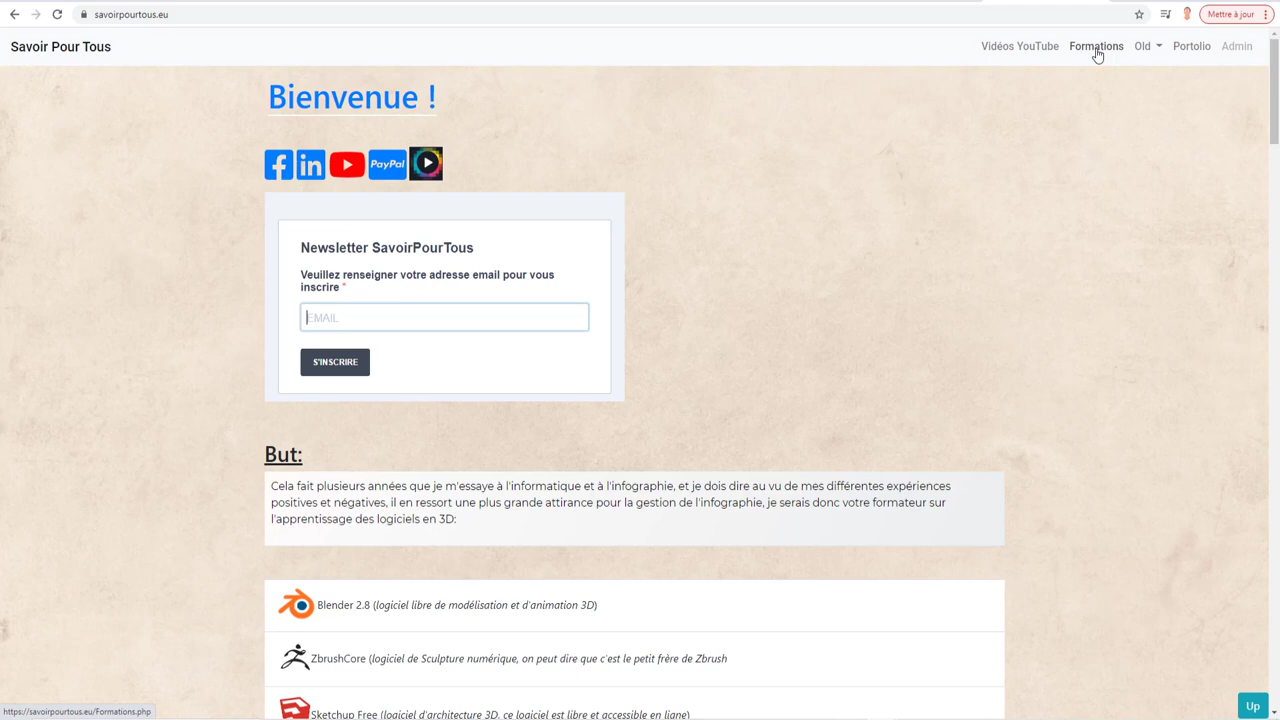 savoirpourtous.eu
Mettre à jour
Savoir Pour Tous
Vidéos YouTube
Formations
Old
Portolio
Admin
Bienvenue !
PayPal
Newsletter SavoirPourTous
Veuillez renseigner votre adresse email pour vous
inscrire *
EMAIL
S'INSCRIRE
But:
Cela fait plusieurs années que je m'essaye à l'informatique et à l'infographie, et je dois dire au vu de mes différentes expériences
positives et négatives, il en ressort une plus grande attirance pour la gestion de l'infographie, je serais donc votre formateur sur
l'apprentissage des logiciels en 3D:
Blender 2.8 (logiciel libre de modélisation et d'animation 3D)
ZbrushCore (logiciel de Sculpture numérique, on peut dire que c'est le petit frère de Zbrush
Sketchup Free (logiciel d'architecture 3D, ce logiciel est libre et accessible en ligne)
Up
https://savoirpourtous.eu/Formations.php